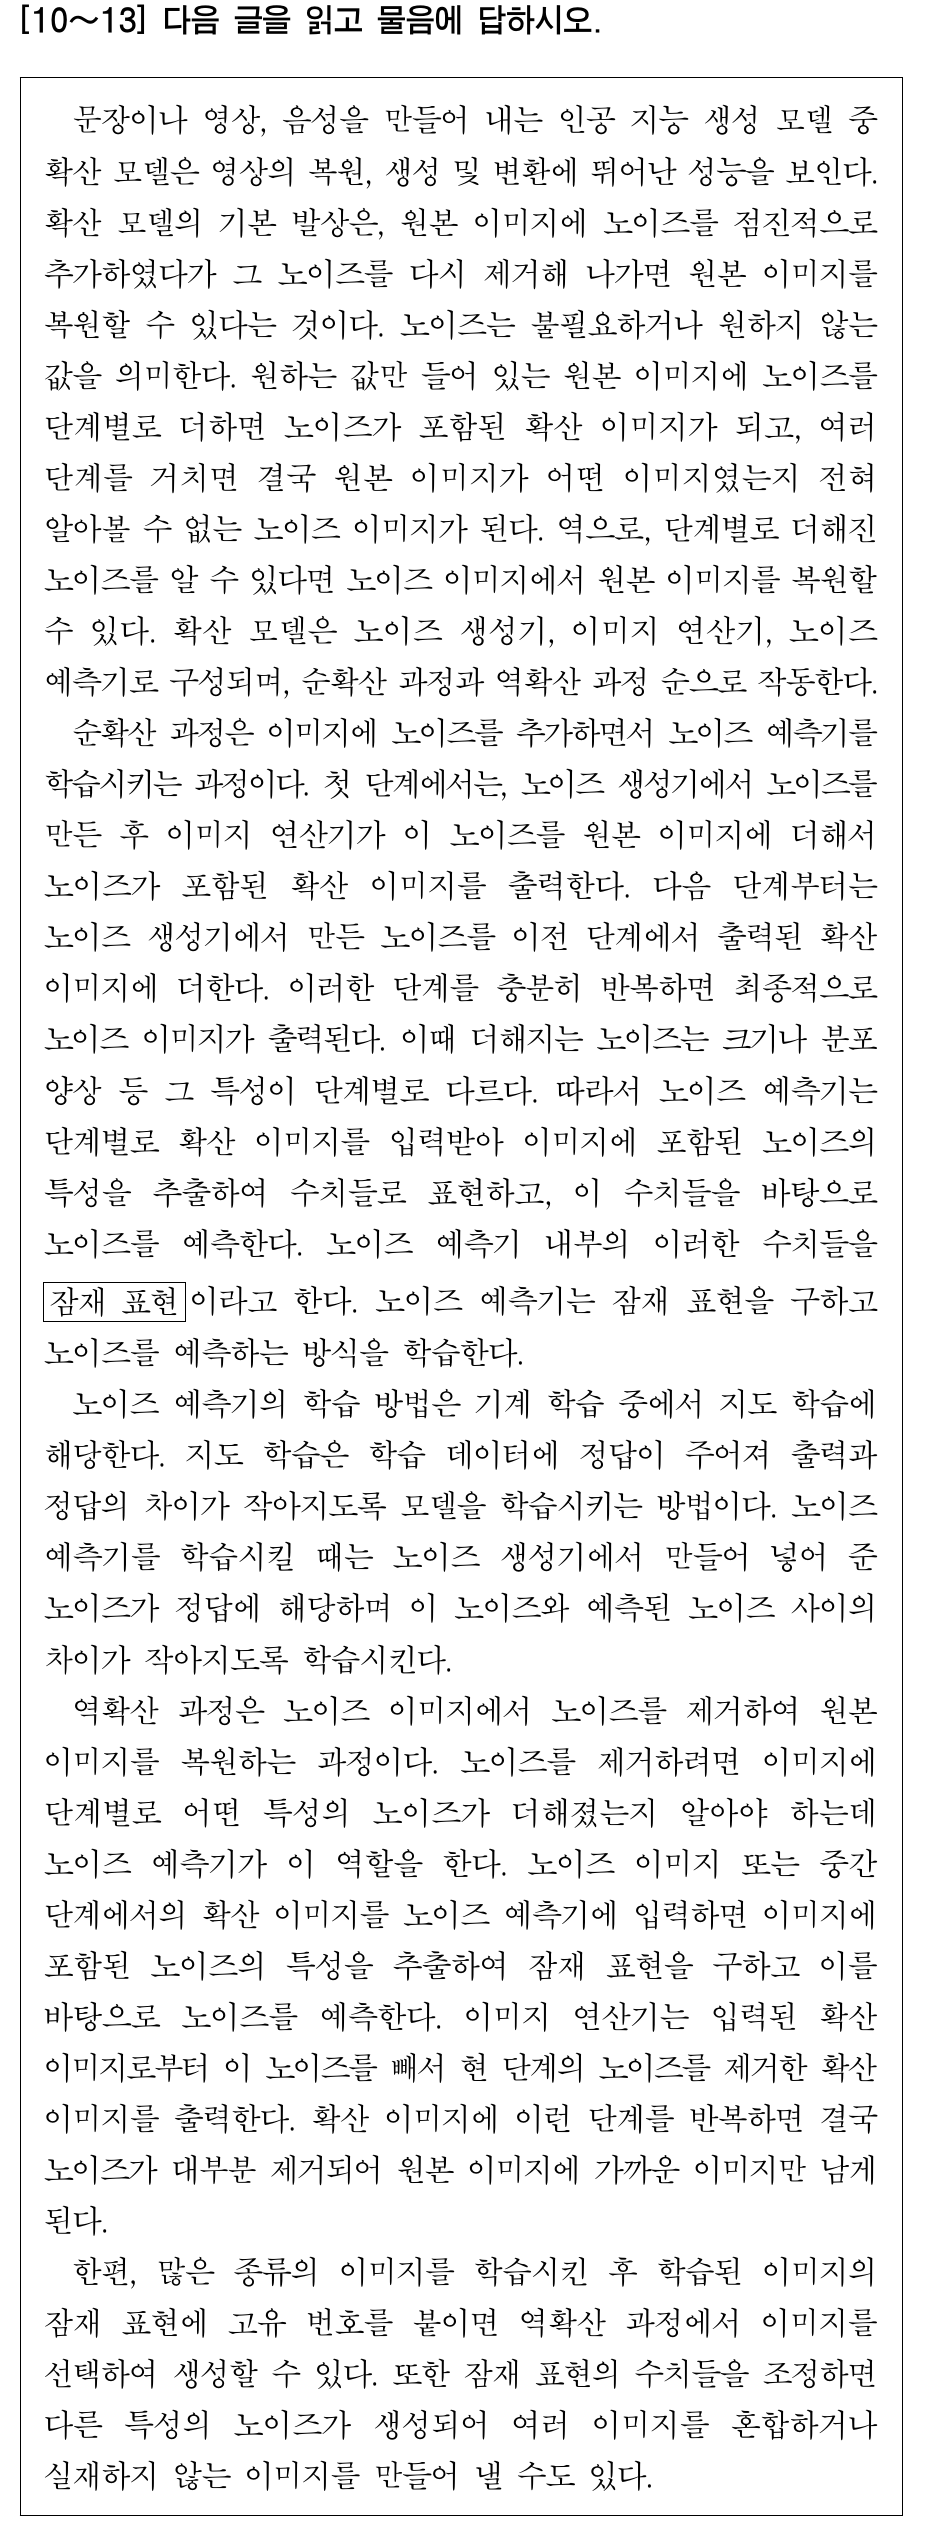 [10～13] 다음 글을 읽고 물음에 답하시오.
문장이나 영상, 음성을 만들어 내는 인공 지능 생성 모델 중
확산 모델은 영상의 복원, 생성 및 변환에 뛰어난 성능을 보인다.
확산 모델의 기본 발상은, 원본 이미지에 노이즈를 점진적으로
추가하였다가 그 노이즈를 다시 제거해 나가면 원본 이미지를
복원할 수 있다는 것이다. 노이즈는 불필요하거나 원하지 않는
값을 의미한다. 원하는 값만 들어 있는 원본 이미지에 노이즈를
단계별로 더하면 노이즈가 포함된 확산 이미지가 되고, 여러
단계를 거치면 결국 원본 이미지가 어떤 이미지였는지 전혀
알아볼 수 없는 노이즈 이미지가 된다. 역으로, 단계별로 더해진
노이즈를 알 수 있다면 노이즈 이미지에서 원본 이미지를 복원할
수 있다. 확산 모델은 노이즈 생성기, 이미지 연산기, 노이즈
예측기로 구성되며, 순확산 과정과 역확산 과정 순으로 작동한다.
순확산 과정은 이미지에 노이즈를 추가하면서 노이즈 예측기를
학습시키는 과정이다. 첫 단계에서는, 노이즈 생성기에서 노이즈를
만든 후 이미지 연산기가 이 노이즈를 원본 이미지에 더해서
노이즈가 포함된 확산 이미지를 출력한다. 다음 단계부터는
노이즈 생성기에서 만든 노이즈를 이전 단계에서 출력된 확산
이미지에 더한다. 이러한 단계를 충분히 반복하면 최종적으로
노이즈 이미지가 출력된다. 이때 더해지는 노이즈는 크기나 분포
양상 등 그 특성이 단계별로 다르다. 따라서 노이즈 예측기는
단계별로 확산 이미지를 입력받아 이미지에 포함된 노이즈의
특성을 추출하여 수치들로 표현하고, 이 수치들을 바탕으로
노이즈를 예측한다. 노이즈 예측기 내부의 이러한 수치들을
잠재 표현이라고 한다. 노이즈 예측기는 잠재 표현을 구하고
노이즈를 예측하는 방식을 학습한다.
노이즈 예측기의 학습 방법은 기계 학습 중에서 지도 학습에
해당한다. 지도 학습은 학습 데이터에 정답이 주어져 출력과
정답의 차이가 작아지도록 모델을 학습시키는 방법이다. 노이즈
예측기를 학습시킬 때는 노이즈 생성기에서 만들어 넣어 준
노이즈가 정답에 해당하며 이 노이즈와 예측된 노이즈 사이의
차이가 작아지도록 학습시킨다.
역확산 과정은 노이즈 이미지에서 노이즈를 제거하여 원본
이미지를 복원하는 과정이다. 노이즈를 제거하려면 이미지에
단계별로 어떤 특성의 노이즈가 더해졌는지 알아야 하는데
노이즈 예측기가 이 역할을 한다. 노이즈 이미지 또는 중간
단계에서의 확산 이미지를 노이즈 예측기에 입력하면 이미지에
포함된 노이즈의 특성을 추출하여 잠재 표현을 구하고 이를
바탕으로 노이즈를 예측한다. 이미지 연산기는 입력된 확산
이미지로부터 이 노이즈를 빼서 현 단계의 노이즈를 제거한 확산
이미지를 출력한다. 확산 이미지에 이런 단계를 반복하면 결국
노이즈가 대부분 제거되어 원본 이미지에 가까운 이미지만 남게
된다.
한편, 많은 종류의 이미지를 학습시킨 후 학습된 이미지의
잠재 표현에 고유 번호를 붙이면 역확산 과정에서 이미지를
선택하여 생성할 수 있다. 또한 잠재 표현의 수치들을 조정하면
다른 특성의 노이즈가 생성되어 여러 이미지를 혼합하거나
실재하지 않는 이미지를 만들어 낼 수도 있다.